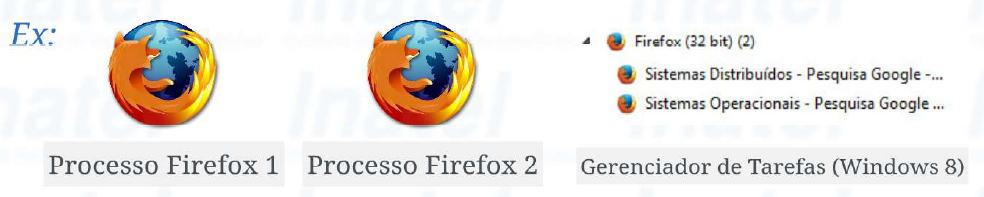 Ex:
Firefox (32 bit) (2)
Sistemas Distribuídos - Pesquisa Google -...
Sistemas Operacionais - Pesquisa Google ...
Processo Firefox 1
Processo Firefox 2
Gerenciador de Tarefas (Windows 8)
Inatel